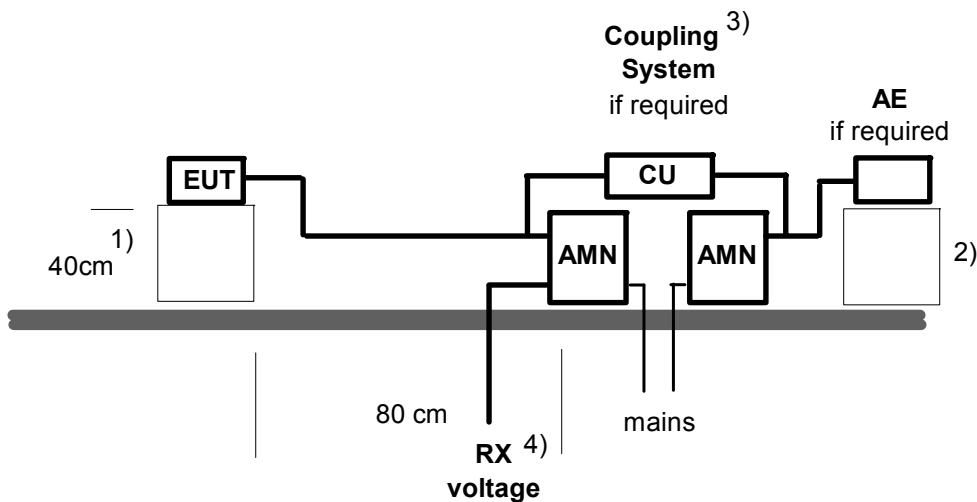 Coupling 3)
System
if required
AE
if required
EUT
CU
1)
40cm
AMN
AMN
2)
80 cm
mains
RX 4)
voltage